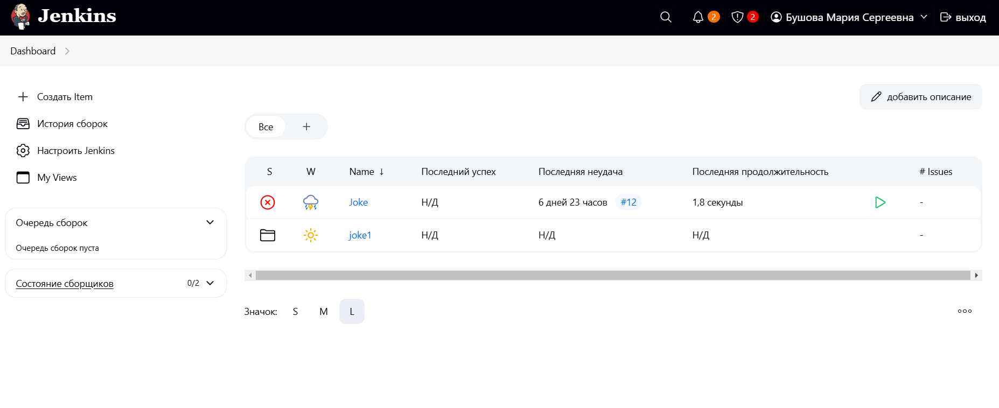 Jenkins
2
2
Бушова Мария Сергеевна
выход
Dashboard
Создать Item
История сборок
Настроить Jenkins
My Views
Очередь сборок
Очередь сборок пуста
Состояние сборщиков 0/2
добавить описание
Все +
S W Name ↓ Последний успех Последняя неудача Последняя продолжительность # Issues
Joke Н/Д 6 дней 23 часов #12 1,8 секунды -
joke1 Н/Д Н/Д Н/Д -
Значок: S M L